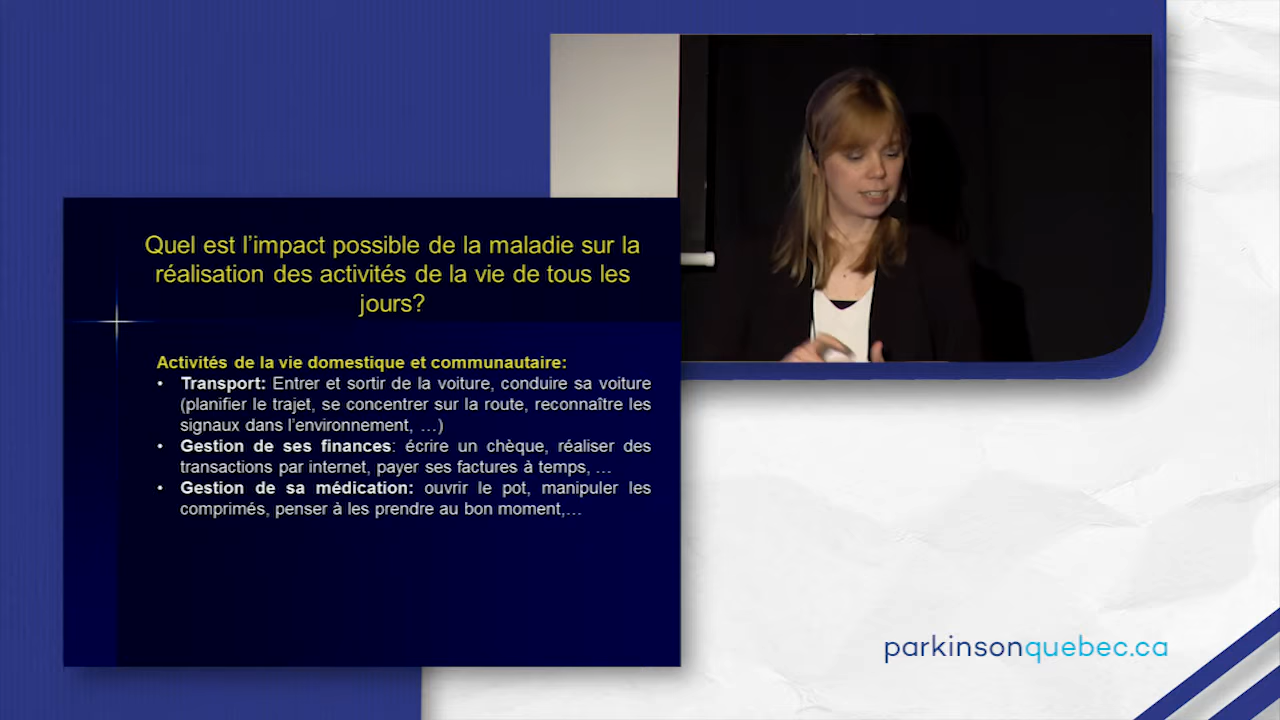 Quel est l’impact possible de la maladie sur la
réalisation des activités de la vie de tous les
jours?
Activités de la vie domestique et communautaire:
• Transport: Entrer et sortir de la voiture, conduire sa voiture
(planifier le trajet, se concentrer sur la route, reconnaître les
signaux dans l’environnement, …)
• Gestion de ses finances: écrire un chèque, réaliser des
transactions par internet, payer ses factures à temps, …
• Gestion de sa médication: ouvrir le pot, manipuler les
comprimés, penser à les prendre au bon moment,…
parkinsonquebec.ca